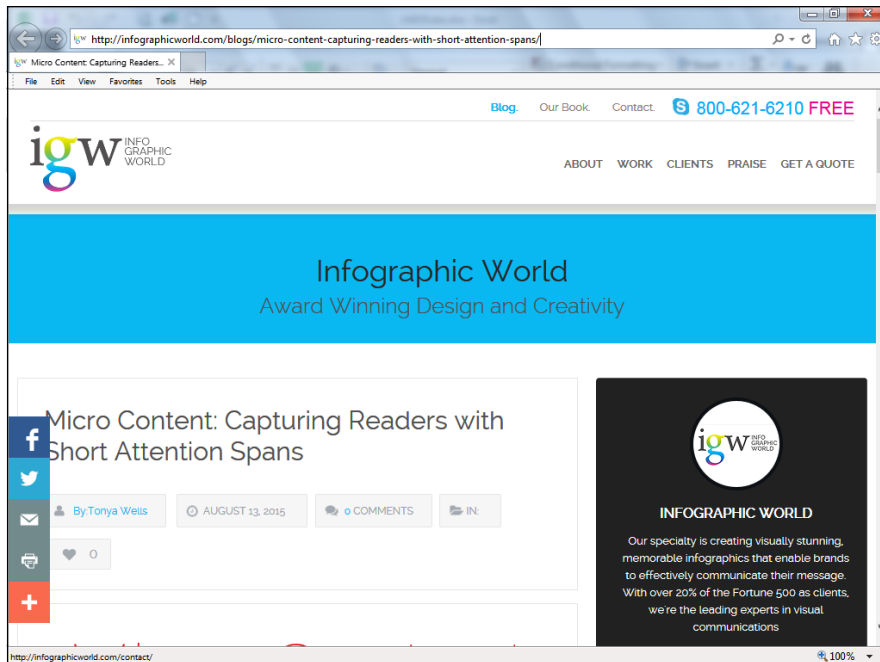 http://infographicworld.com/blogs/micro-content-capturing-readers-with-short-attention-spans/
Micro Content: Capturing Readers...
File Edit View Favorites Tools Help
Blog. Our Book. Contact. 800-621-6210 FREE
igw INFO
GRAPHIC
WORLD
ABOUT WORK CLIENTS PRAISE GET A QUOTE
Infographic World
Award Winning Design and Creativity
Micro Content: Capturing Readers with
Short Attention Spans
By:Tonya Wells AUGUST 13, 2015 0 COMMENTS IN:
0
igw INFO
GRAPHIC
WORLD
INFOGRAPHIC WORLD
Our specialty is creating visually stunning,
memorable infographics that enable brands
to effectively communicate their message.
With over 20% of the Fortune 500 as clients,
we're the leading experts in visual
communications
http://infographicworld.com/contact/
100%